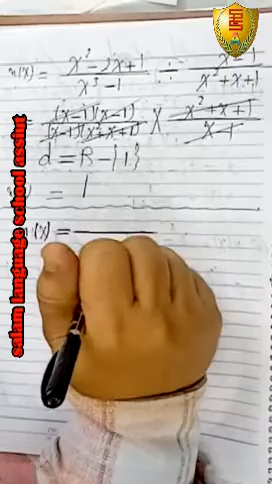 n(x) = x² - 2x + 1 / x³ - 1 ÷ x - 1 / x² + x + 1
= (x-1)(x-1) / (x-1)(x²+x+1) × x² + x + 1 / x - 1
d = R - {1}
= 1
(x) =
salam language school assiut